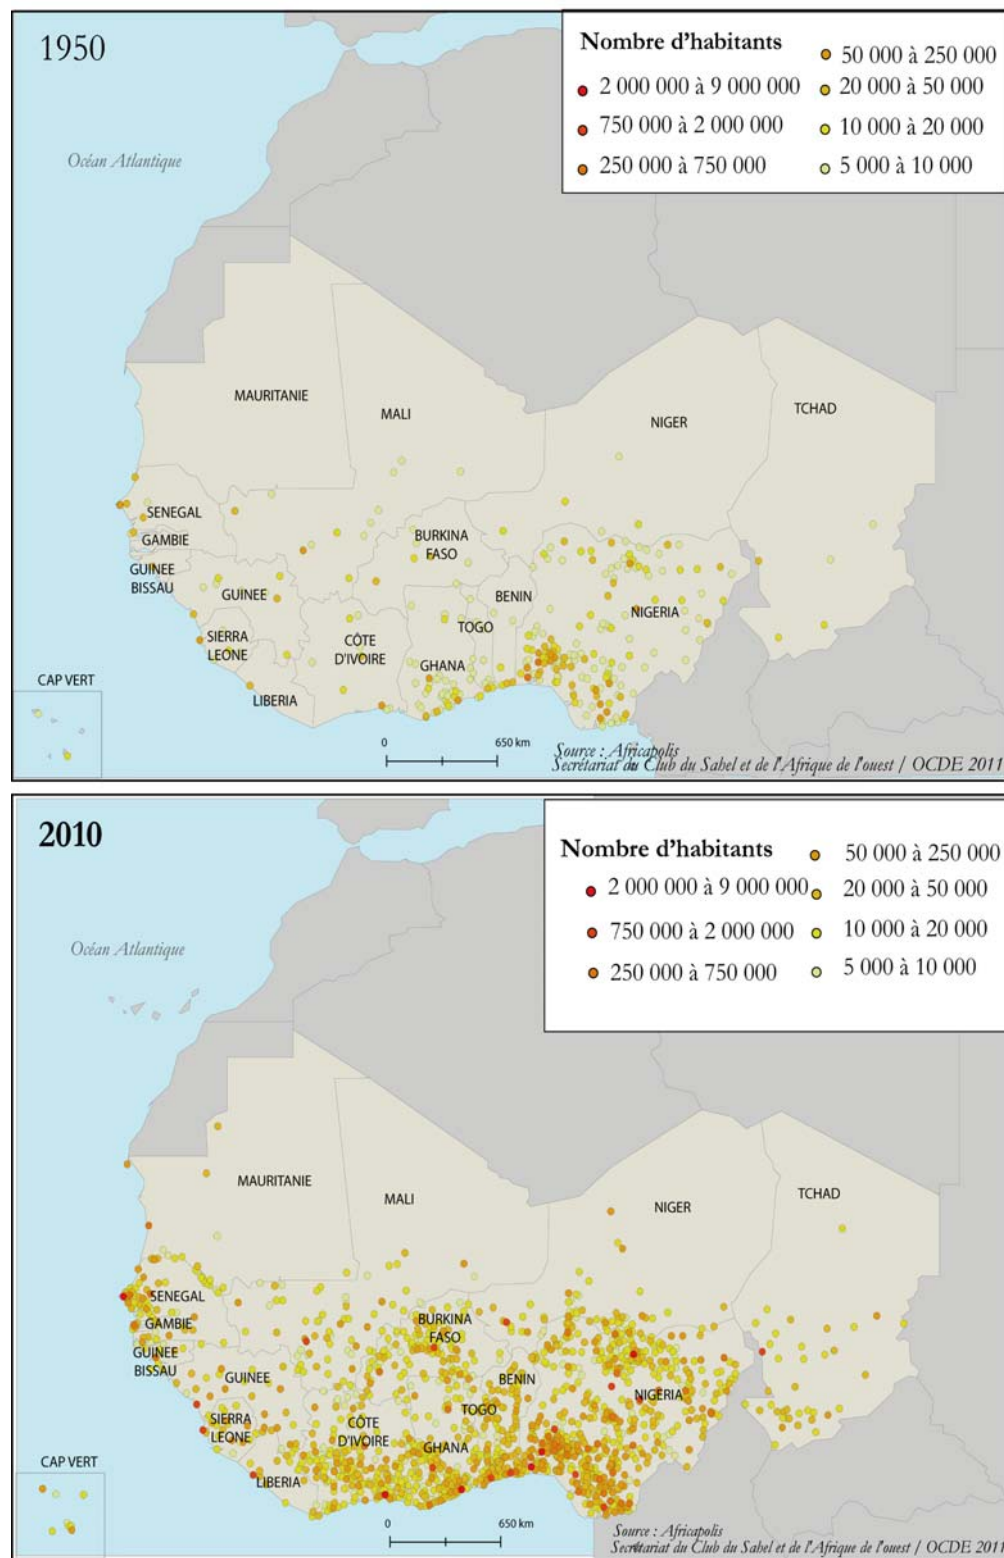 1950
Nombre d'habitants
2 000 000 à 9 000 000
750 000 à 2 000 000
250 000 à 750 000
50 000 à 250 000
20 000 à 50 000
10 000 à 20 000
5 000 à 10 000
Océan Atlantique
MAURITANIE
MALI
NIGER
TCHAD
SENEGAL
GAMBIE
GUINEE
BISSAU
BURKINA
FASO
GUINEE
BENIN
NIGERIA
SIERRA
LEONE
CÔTE
D'IVOIRE
TOGO
GHANA
LIBERIA
CAP VERT
0 650 km
Source : Africapolis
Secrétariat du Club du Sahel et de l'Afrique de l'ouest / OCDE 2011
2010
Nombre d'habitants
2 000 000 à 9 000 000
750 000 à 2 000 000
250 000 à 750 000
50 000 à 250 000
20 000 à 50 000
10 000 à 20 000
5 000 à 10 000
Océan Atlantique
MAURITANIE
MALI
NIGER
TCHAD
SENEGAL
GAMBIE
GUINEE
BISSAU
BURKINA
FASO
GUINEE
BENIN
NIGERIA
SIERRA
LEONE
CÔTE
D'IVOIRE
TOGO
GHANA
LIBERIA
CAP VERT
0 650 km
Source : Africapolis
Secrétariat du Club du Sahel et de l'Afrique de l'ouest / OCDE 2011